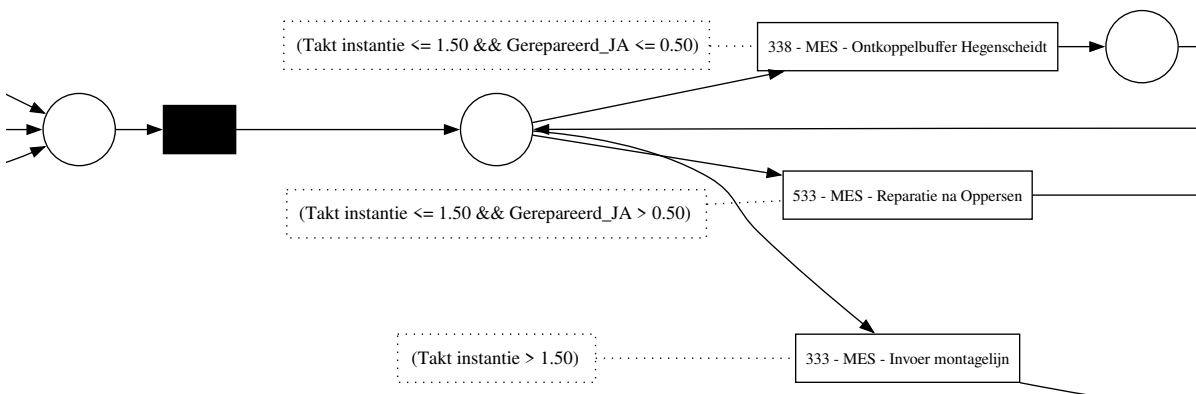 (Takt instantie <= 1.50 && Gerepareerd_JA <= 0.50)
338 - MES - Ontkoppelbuffer Hegenscheidt
533 - MES - Reparatie na Oppersen
(Takt instantie <= 1.50 && Gerepareerd_JA > 0.50)
(Takt instantie > 1.50)
333 - MES - Invoer montagelijn